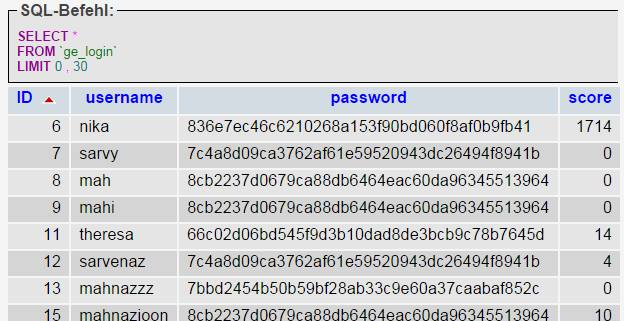 SQL-Befehl:
SELECT *
FROM `ge_login`
LIMIT 0 , 30
ID username password score
6 nika 836e7ec46c6210268a153f90bd060f8af0b9fb41 1714
7 sarvy 7c4a8d09ca3762af61e59520943dc26494f8941b 0
8 mah 8cb2237d0679ca88db6464eac60da96345513964 0
9 mahi 8cb2237d0679ca88db6464eac60da96345513964 0
11 theresa 66c02d06bd545f9d3b10dad8de3bcb9c78b7645d 14
12 sarvenaz 7c4a8d09ca3762af61e59520943dc26494f8941b 4
13 mahnazzz 7bbd2454b50b59bf28ab33c9e60a37caabaf852c 0
15 mahnazjoon 8cb2237d0679ca88db6464eac60da96345513964 10